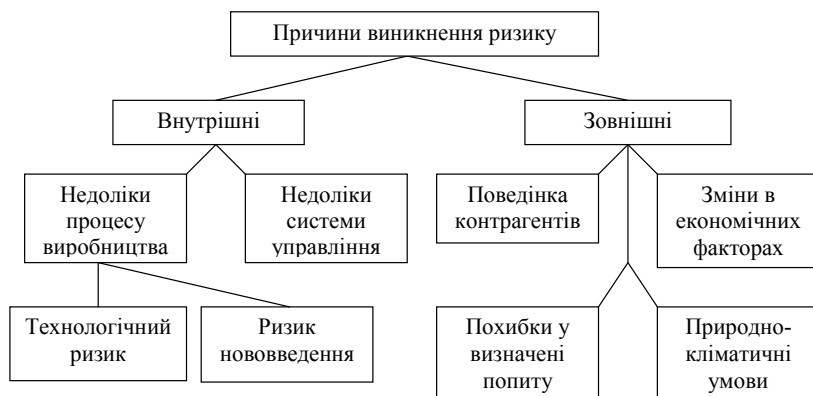 Причини виникнення ризику
Внутрішні
Зовнішні
Недоліки
процесу
виробництва
Недоліки
системи
управління
Поведінка
контрагентів
Зміни в
економічних
факторах
Технологічний
ризик
Ризик
нововведення
Похибки у
визначені
попиту
Природно-
кліматичні
умови